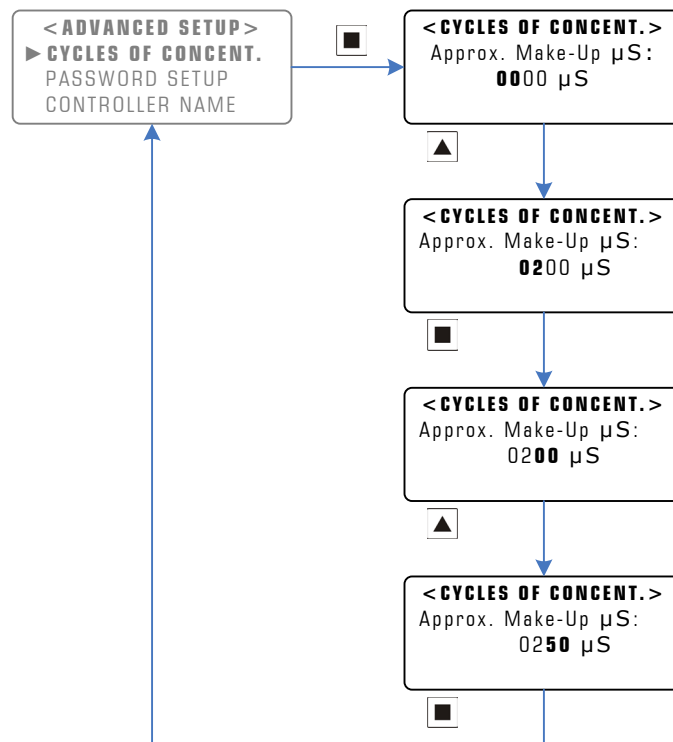 <ADVANCED SETUP>
►CYCLES OF CONCENT.
PASSWORD SETUP
CONTROLLER NAME
<CYCLES OF CONCENT.>
Approx. Make-Up µS:
0000 µS
<CYCLES OF CONCENT.>
Approx. Make-Up µS:
0200 µS
<CYCLES OF CONCENT.>
Approx. Make-Up µS:
0200 µS
<CYCLES OF CONCENT.>
Approx. Make-Up µS:
0250 µS